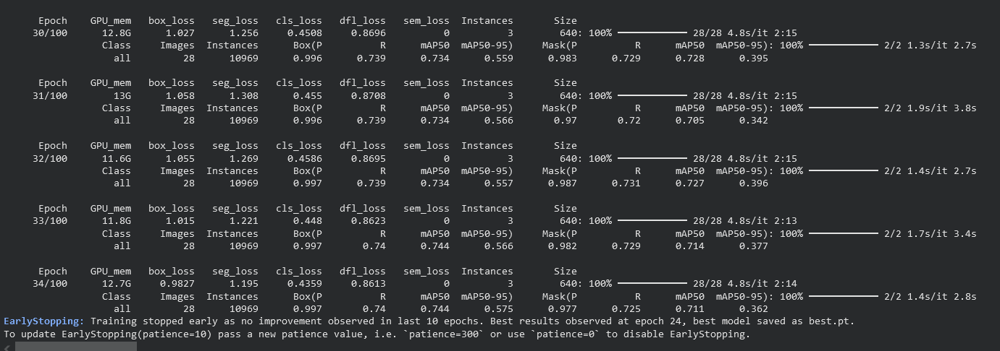 Epoch GPU_mem box_loss seg_loss cls_loss dfl_loss sem_loss Instances Size
30/100 12.8G 1.027 1.256 0.4508 0.8696 0 3 640: 100% ━━━━━━━━━━━━ 28/28 4.8s/it 2:15
Class Images Instances Box(P R mAP50 mAP50-95) Mask(P R mAP50 mAP50-95): 100% ━━━━━━━━━━━━ 2/2 1.3s/it 2.7s
all 28 10969 0.996 0.739 0.734 0.559 0.983 0.729 0.728 0.395
Epoch GPU_mem box_loss seg_loss cls_loss dfl_loss sem_loss Instances Size
31/100 13G 1.058 1.308 0.455 0.8708 0 3 640: 100% ━━━━━━━━━━━━ 28/28 4.8s/it 2:15
Class Images Instances Box(P R mAP50 mAP50-95) Mask(P R mAP50 mAP50-95): 100% ━━━━━━━━━━━━ 2/2 1.9s/it 3.8s
all 28 10969 0.996 0.739 0.734 0.566 0.97 0.72 0.705 0.342
Epoch GPU_mem box_loss seg_loss cls_loss dfl_loss sem_loss Instances Size
32/100 11.6G 1.055 1.269 0.4586 0.8695 0 3 640: 100% ━━━━━━━━━━━━ 28/28 4.8s/it 2:15
Class Images Instances Box(P R mAP50 mAP50-95) Mask(P R mAP50 mAP50-95): 100% ━━━━━━━━━━━━ 2/2 1.4s/it 2.7s
all 28 10969 0.997 0.739 0.734 0.557 0.987 0.731 0.727 0.396
Epoch GPU_mem box_loss seg_loss cls_loss dfl_loss sem_loss Instances Size
33/100 11.8G 1.015 1.221 0.448 0.8623 0 3 640: 100% ━━━━━━━━━━━━ 28/28 4.8s/it 2:13
Class Images Instances Box(P R mAP50 mAP50-95) Mask(P R mAP50 mAP50-95): 100% ━━━━━━━━━━━━ 2/2 1.7s/it 3.4s
all 28 10969 0.997 0.74 0.744 0.566 0.982 0.729 0.714 0.377
Epoch GPU_mem box_loss seg_loss cls_loss dfl_loss sem_loss Instances Size
34/100 12.7G 0.9827 1.195 0.4359 0.8613 0 3 640: 100% ━━━━━━━━━━━━ 28/28 4.8s/it 2:14
Class Images Instances Box(P R mAP50 mAP50-95) Mask(P R mAP50 mAP50-95): 100% ━━━━━━━━━━━━ 2/2 1.4s/it 2.8s
all 28 10969 0.997 0.74 0.744 0.575 0.977 0.725 0.711 0.362
EarlyStopping: Training stopped early as no improvement observed in last 10 epochs. Best results observed at epoch 24, best model saved as best.pt.
To update EarlyStopping(patience=10) pass a new patience value, i.e. `patience=300` or use `patience=0` to disable EarlyStopping.